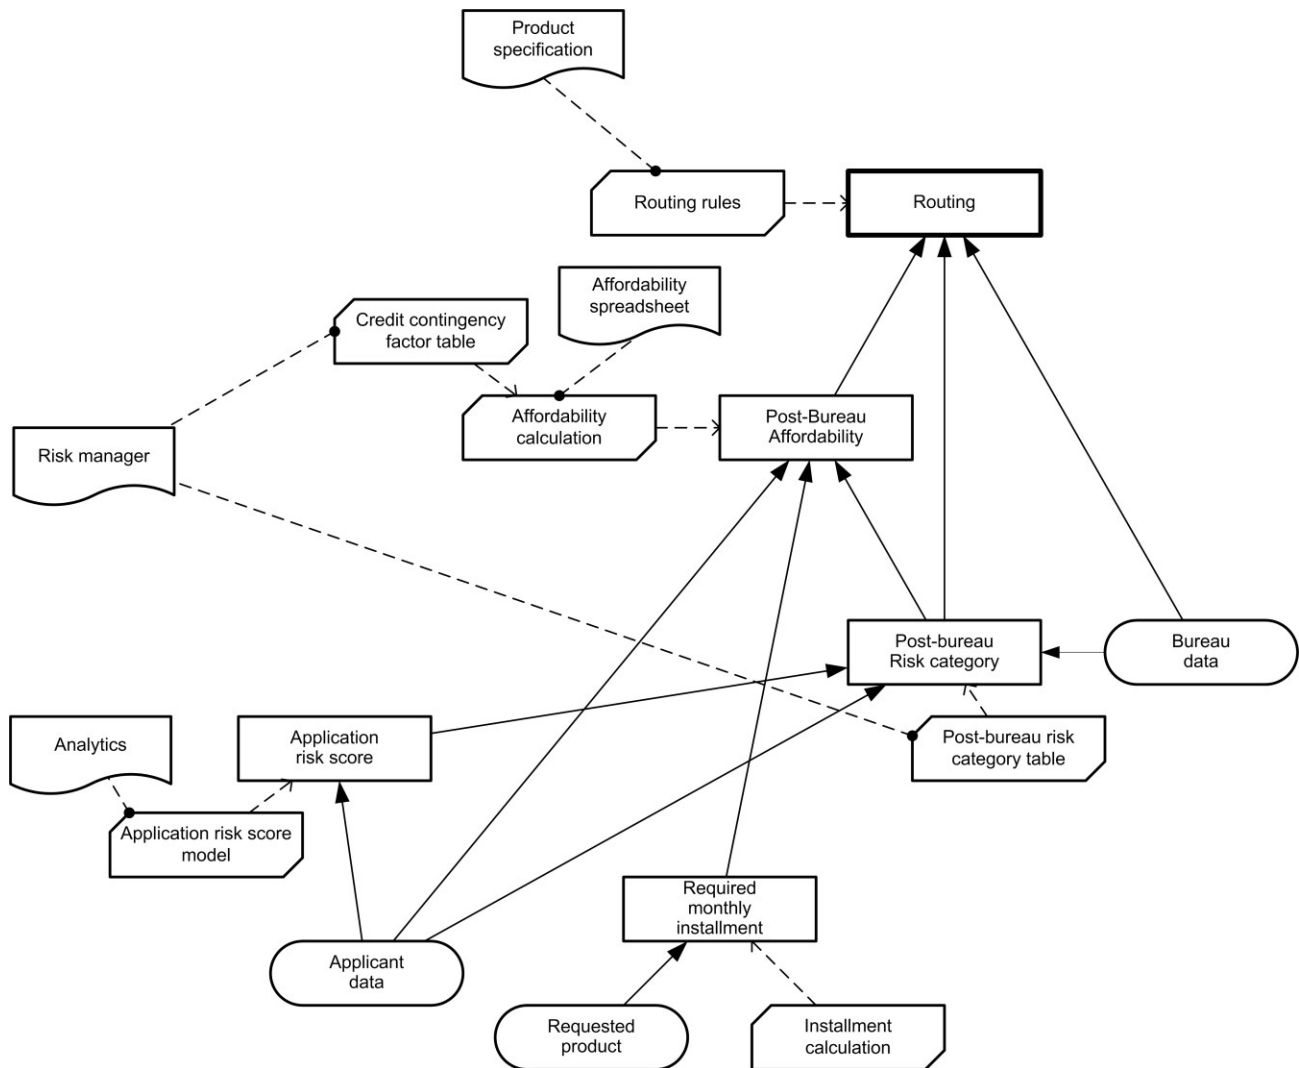 Product
specification
Routing rules
Routing
Affordability
spreadsheet
Credit contingency
factor table
Affordability
calculation
Post-Bureau
Affordability
Risk manager
Post-bureau
Risk category
Bureau
data
Analytics
Application
risk score
Post-bureau risk
category table
Application risk score
model
Required
monthly
installment
Applicant
data
Requested
product
Installment
calculation